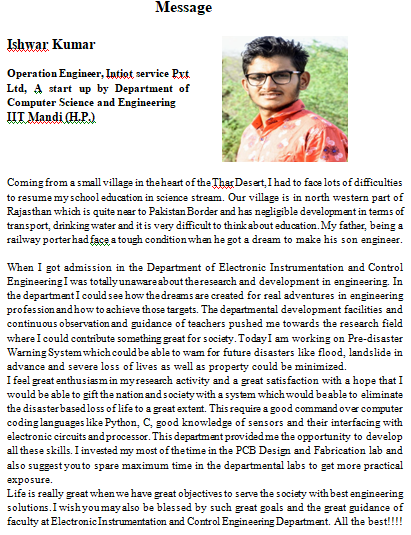 Message
Ishwar Kumar
Operation Engineer, Intiot service Pvt
Ltd, A start up by Department of
Computer Science and Engineering
IIT Mandi (H.P.)
Coming from a small village in the heart of the Thar Desert, I had to face lots of difficulties
to resume my school education in science stream. Our village is in north western part of
Rajasthan which is quite near to Pakistan Border and has negligible development in terms of
transport, drinking water and it is very difficult to think about education. My father, being a
railway porter had face a tough condition when he got a dream to make his son engineer.
When I got admission in the Department of Electronic Instrumentation and Control
Engineering I was totally unaware about the research and development in engineering. In
the department I could see how the dreams are created for real adventures in engineering
profession and how to achieve those targets. The departmental development facilities and
continuous observation and guidance of teachers pushed me towards the research field
where I could contribute something great for society. Today I am working on Pre-disaster
Warning System which could be able to warn for future disasters like flood, landslide in
advance and severe loss of lives as well as property could be minimized.
I feel great enthusiasm in my research activity and a great satisfaction with a hope that I
would be able to gift the nation and society with a system which would be able to eliminate
the disaster based loss of life to a great extent. This require a good command over computer
coding languages like Python, C, good knowledge of sensors and their interfacing with
electronic circuits and processor. This department provided me the opportunity to develop
all these skills. I invested my most of the time in the PCB Design and Fabrication lab and
also suggest you to spare maximum time in the departmental labs to get more practical
exposure.
Life is really great when we have great objectives to serve the society with best engineering
solutions. I wish you may also be blessed by such great goals and the great guidance of
faculty at Electronic Instrumentation and Control Engineering Department. All the best!!!!